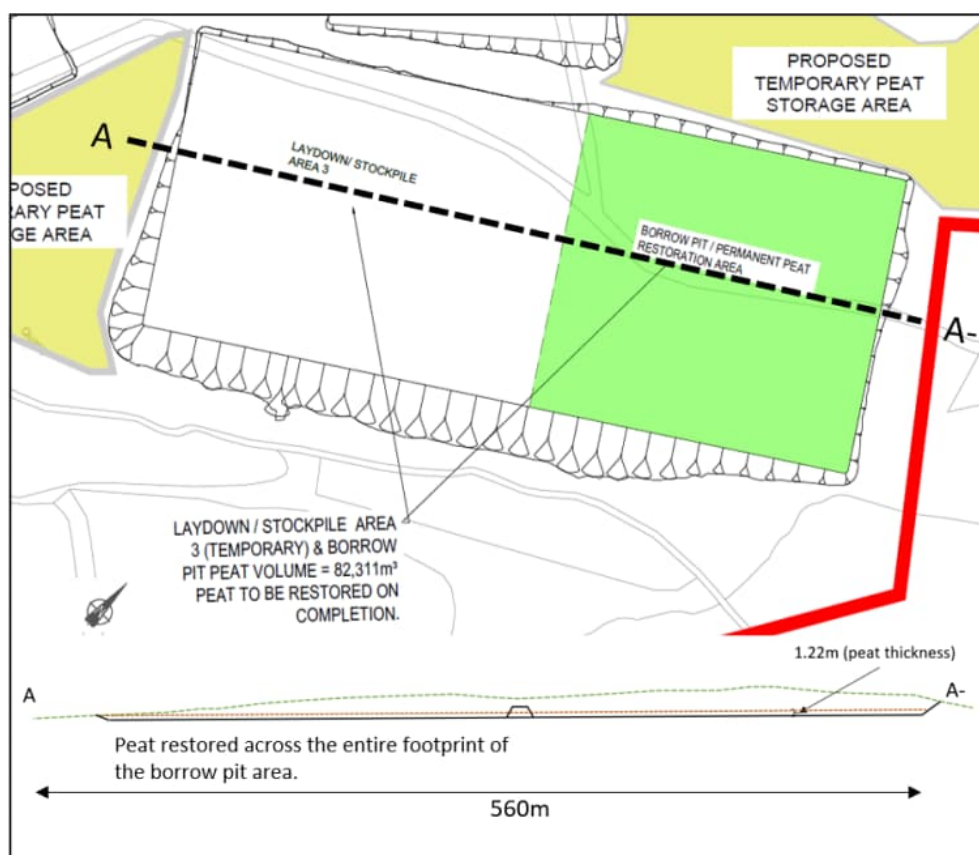 PROPOSED
TEMPORARY PEAT
STORAGE AREA
A
LAYDOWN/ STOCKPILE
AREA 3
POSED
RARY PEAT
GE AREA
BORROW PIT / PERMANENT PEAT
RESTORATION AREA
A-
LAYDOWN / STOCKPILE AREA
3 (TEMPORARY) & BORROW
PIT PEAT VOLUME = 82,311m³
PEAT TO BE RESTORED ON
COMPLETION.
1.22m (peat thickness)
A
A-
Peat restored across the entire footprint of
the borrow pit area.
560m